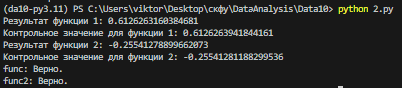 (da10-py3.11) PS C:\Users\viktor\Desktop\скфу\DataAnalysis\Data10> python 2.py
Результат функции 1: 0.6126263160384681
Контрольное значение для функции 1: 0.6126263941844161
Результат функции 2: -0.25541278899662073
Контрольное значение для функции 2: -0.25541281188299536
func: Верно.
func2: Верно.